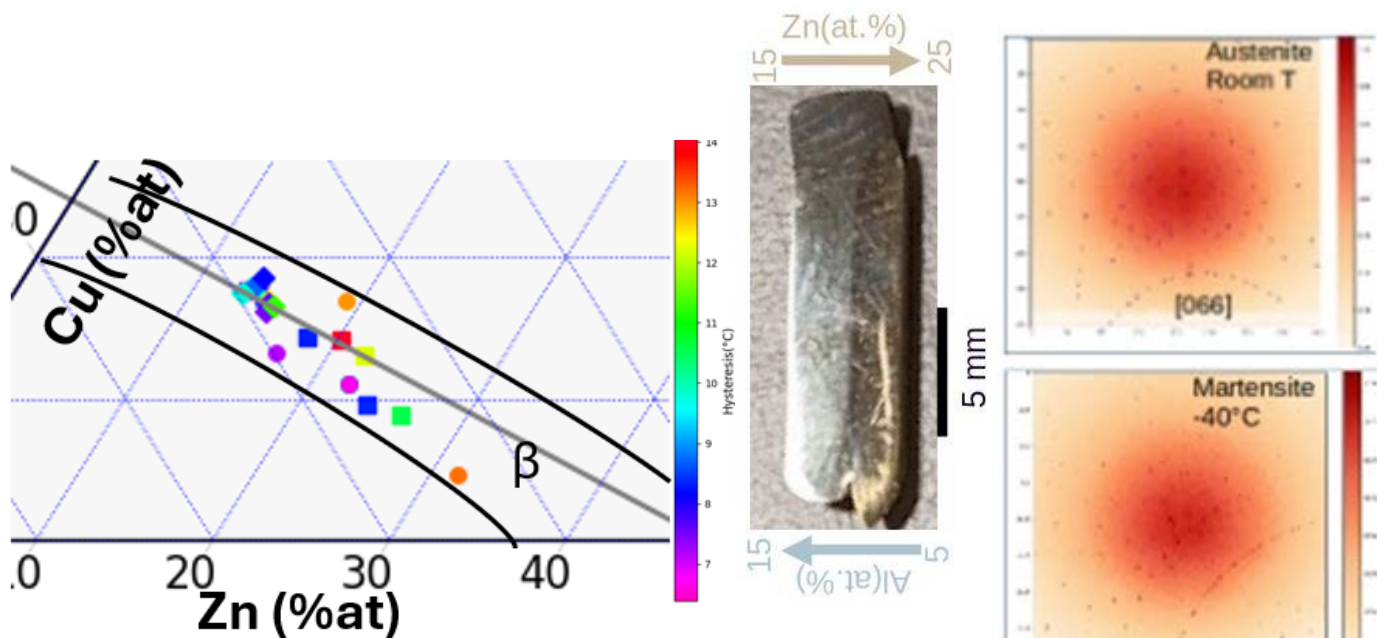 Cu(%at)
0
β
.0
20
30
40
Zn (%at)
14
13
12
11
10
9
8
7
Hysteresis(°C)
Zn(at.%)
15
25
5 mm
15
5
Al(at.%)
Austenite
Room T
[066]
Martensite
-40°C